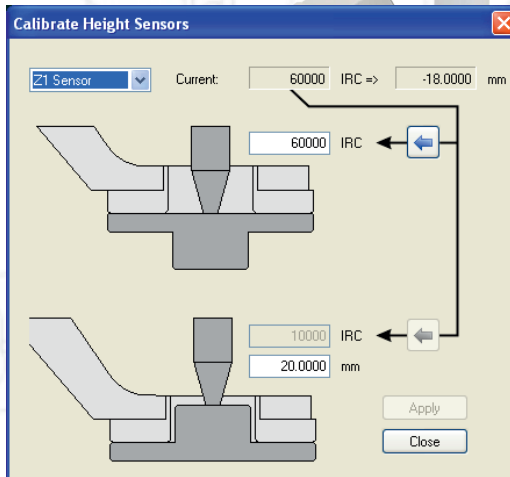 Calibrate Height Sensors
Z1 Sensor Current: 60000 IRC => -18.0000 mm
60000 IRC
10000 IRC
20.0000 mm
Apply
Close